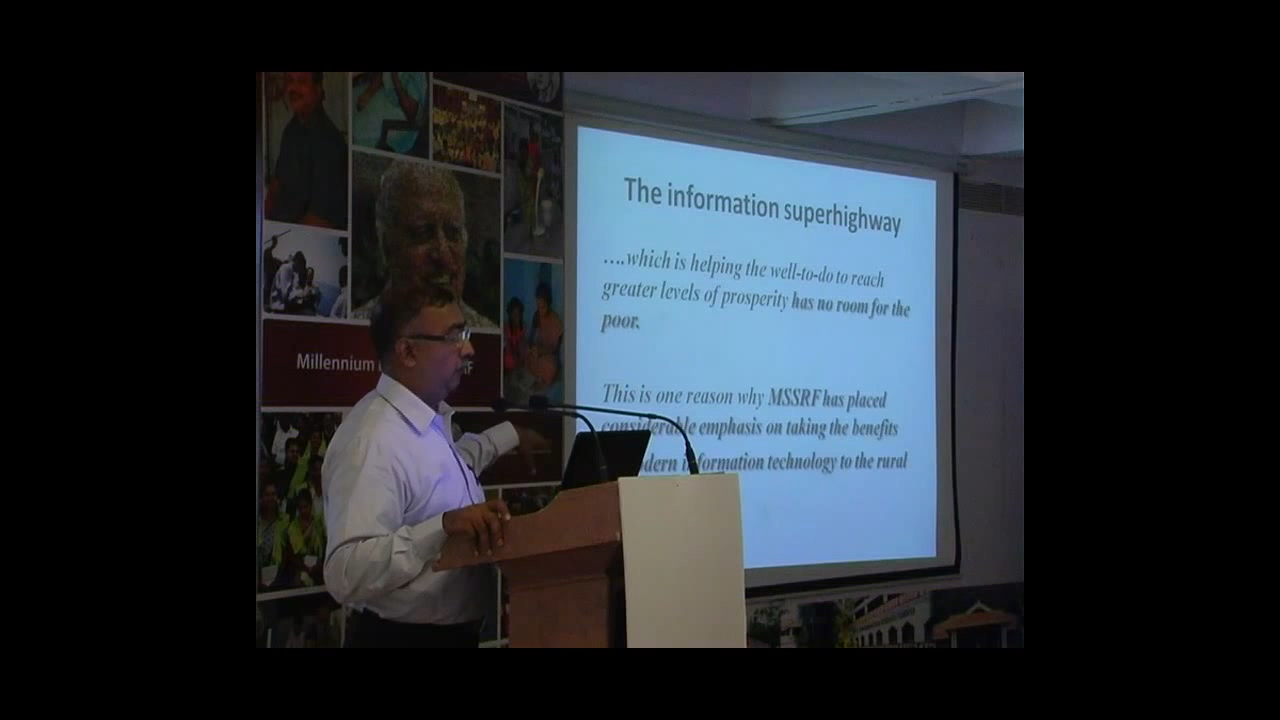 The information superhighway
....which is helping the well-to-do to reach
greater levels of prosperity has no room for the
poor.
This is one reason why MSSRF has placed
considerable emphasis on taking the benefits
modern information technology to the rural
Millennium